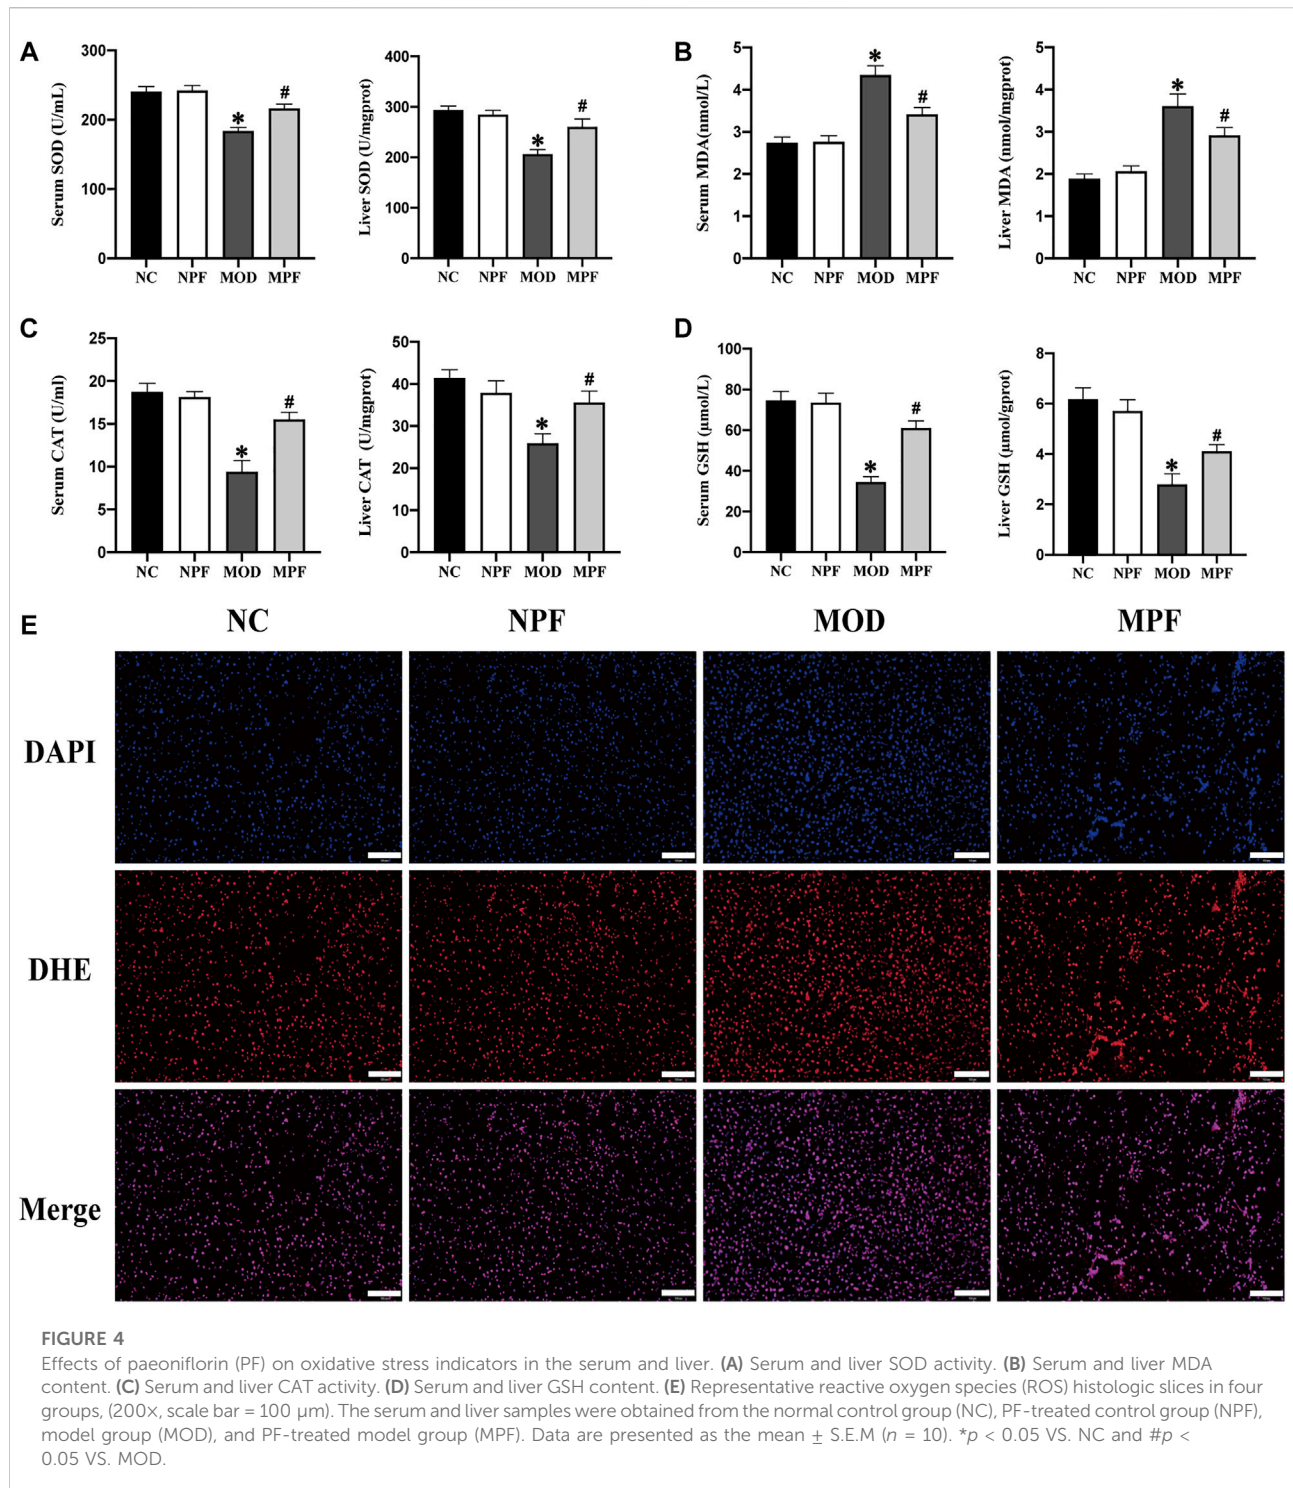 A
Serum SOD (U/mL)
300
200
100
0
NC NPF MOD MPF
*
#
Liver SOD (U/mgprot)
400
300
200
100
0
NC NPF MOD MPF
*
#
B
Serum MDA(nmol/L)
5
4
3
2
1
0
NC NPF MOD MPF
*
#
Liver MDA (nmol/mgprot)
5
4
3
2
1
0
NC NPF MOD MPF
*
#
C
Serum CAT (U/ml)
25
20
15
10
5
0
NC NPF MOD MPF
*
#
Liver CAT (U/mgprot)
50
40
30
20
10
0
NC NPF MOD MPF
*
#
D
Serum GSH (μmol/L)
100
80
60
40
20
0
NC NPF MOD MPF
*
#
Liver GSH (μmol/gprot)
8
6
4
2
0
NC NPF MOD MPF
*
#
E
NC NPF MOD MPF
DAPI
DHE
Merge
FIGURE 4
Effects of paeoniflorin (PF) on oxidative stress indicators in the serum and liver. (A) Serum and liver SOD activity. (B) Serum and liver MDA
content. (C) Serum and liver CAT activity. (D) Serum and liver GSH content. (E) Representative reactive oxygen species (ROS) histologic slices in four
groups, (200×, scale bar = 100 μm). The serum and liver samples were obtained from the normal control group (NC), PF-treated control group (NPF),
model group (MOD), and PF-treated model group (MPF). Data are presented as the mean ± S.E.M (n = 10). *p < 0.05 VS. NC and #p <
0.05 VS. MOD.